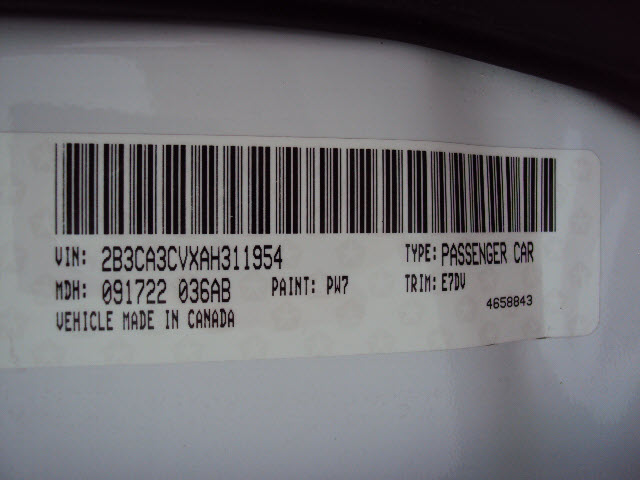 VIN: 2B3CA3CVXAH311954 TYPE: PASSENGER CAR
MDH: 091722 036AB PAINT: PW7 TRIM: E7DV
4658843
VEHICLE MADE IN CANADA